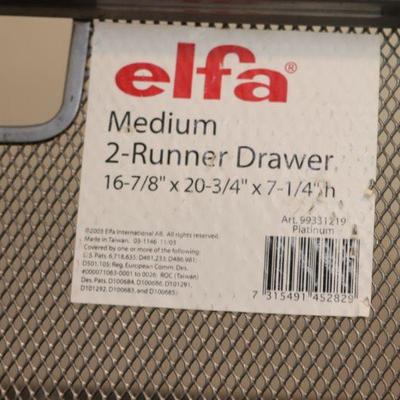 elfa®
Medium
2-Runner Drawer
16-7/8" x 20-3/4" x 7-1/4" h
Art. 99331219
Platinum
©2003 Elfa International AB. All rights reserved.
Made in Taiwan. 03-1146 11/03
Covered by one or more of the following:
U.S. Pats. 6,718,635; D491,233; D486,981;
D501,105; Reg. European Comm. Des.
#000071063-0001 to 0026; ROC (Taiwan)
Des. Pats. D100684, D100686, D101291,
D101292, D100683, and D100685.
7 315491 452829